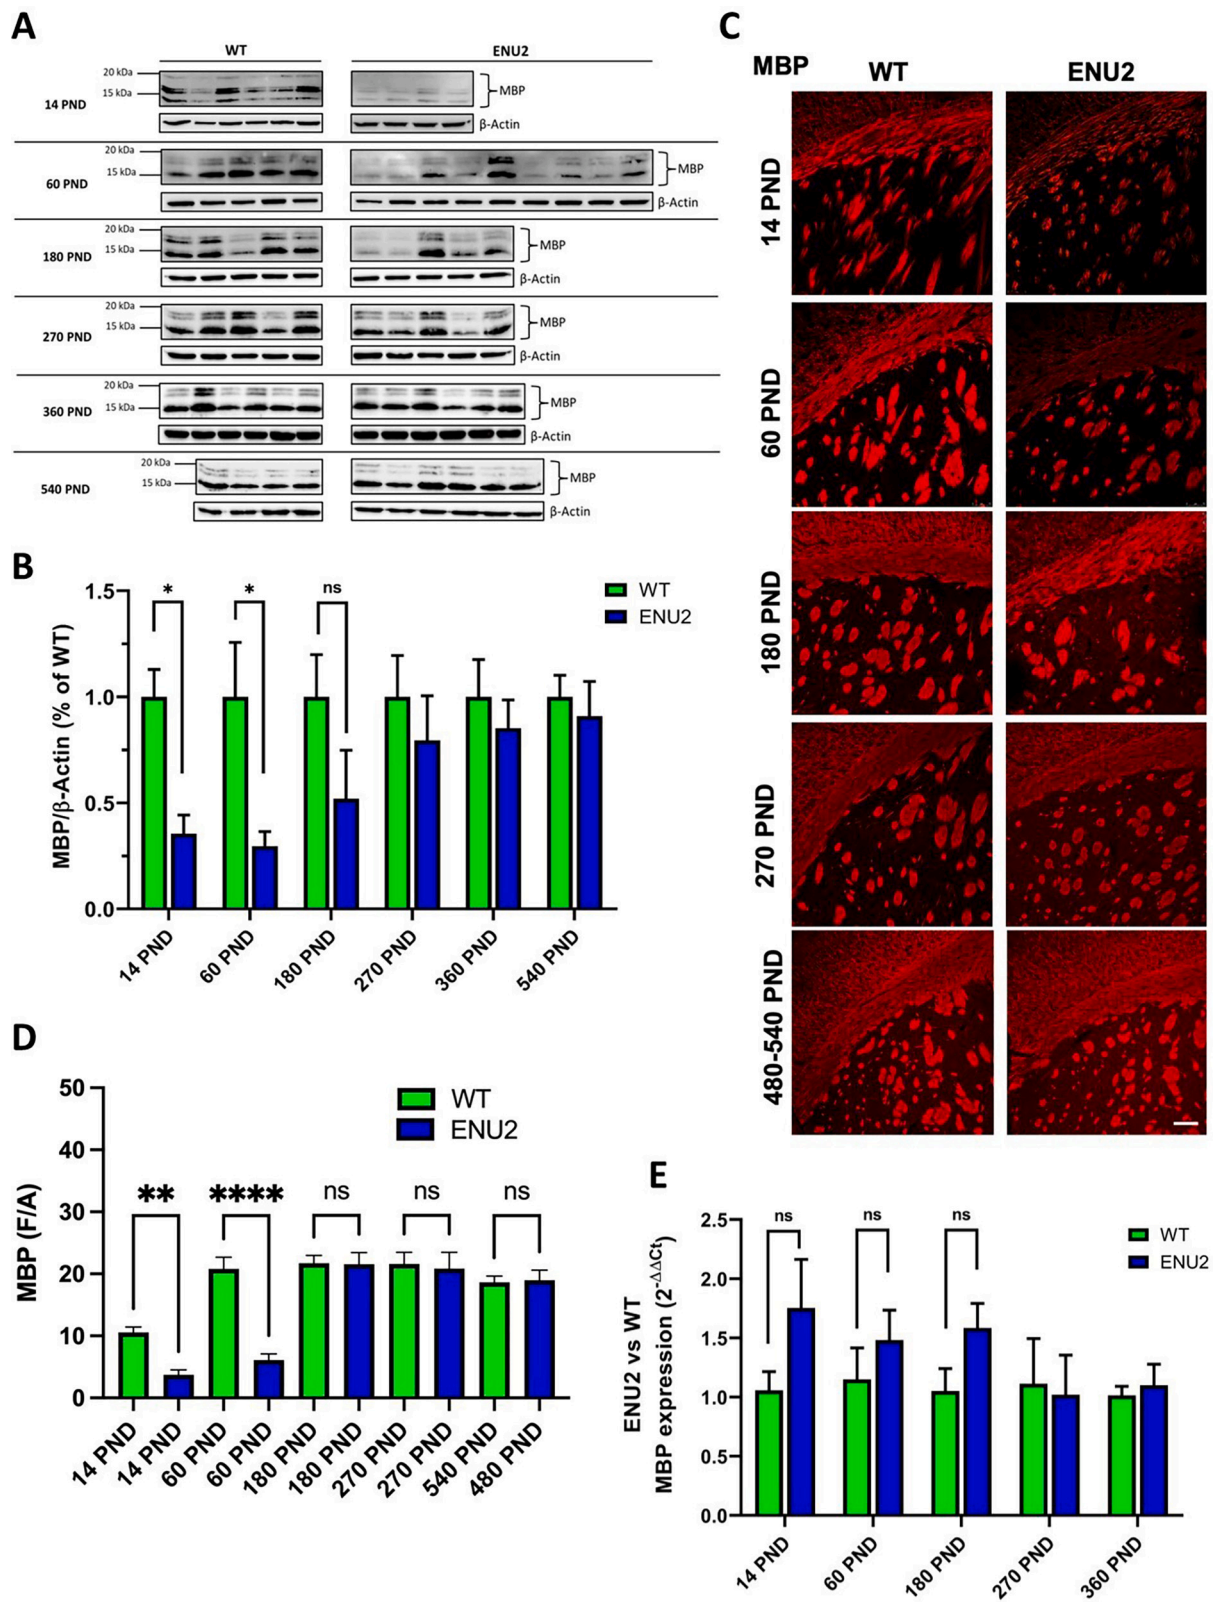 A
WT
ENU2
14 PND
20 kDa
15 kDa
MBP
β-Actin
60 PND
20 kDa
15 kDa
MBP
β-Actin
180 PND
20 kDa
15 kDa
MBP
β-Actin
270 PND
20 kDa
15 kDa
MBP
β-Actin
360 PND
20 kDa
15 kDa
MBP
β-Actin
540 PND
20 kDa
15 kDa
MBP
β-Actin
B
MBP/β-Actin (% of WT)
1.5
1.0
0.5
0.0
*
*
ns
WT
ENU2
14 PND
60 PND
180 PND
270 PND
360 PND
540 PND
C
MBP
WT
ENU2
14 PND
60 PND
180 PND
270 PND
480-540 PND
D
MBP (F/A)
50
40
30
20
10
0
WT
ENU2
**
****
ns
ns
ns
14 PND
14 PND
60 PND
60 PND
180 PND
180 PND
270 PND
270 PND
540 PND
480 PND
E
ENU2 vs WT
MBP expression (2^-ΔΔCt)
2.5
2.0
1.5
1.0
0.5
0.0
ns
ns
ns
WT
ENU2
14 PND
60 PND
180 PND
270 PND
360 PND